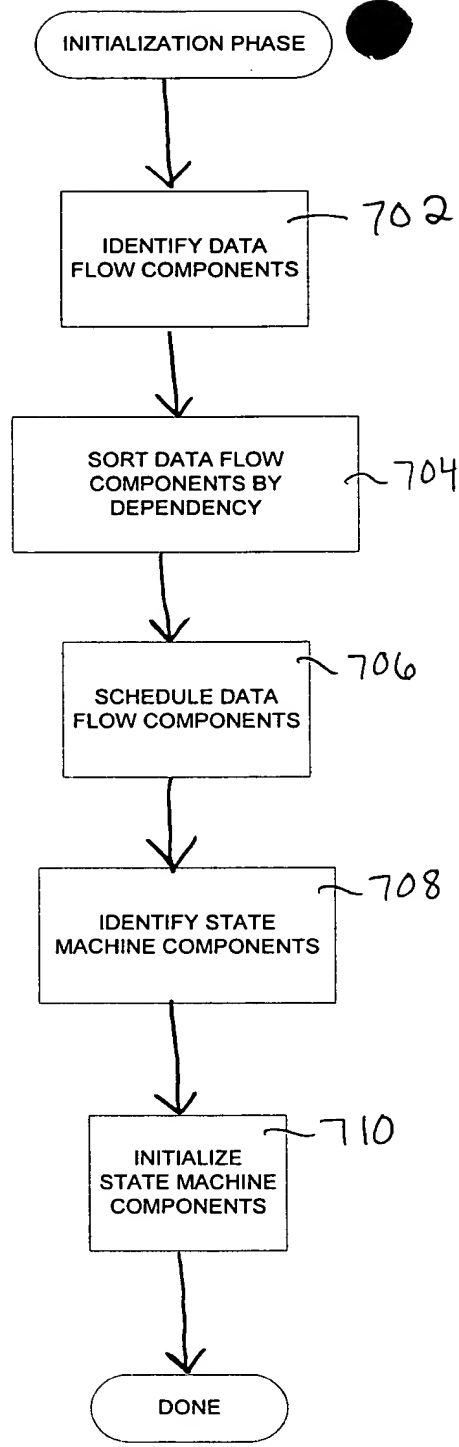 INITIALIZATION PHASE
702
IDENTIFY DATA
FLOW COMPONENTS
SORT DATA FLOW
COMPONENTS BY
DEPENDENCY
704
706
SCHEDULE DATA
FLOW COMPONENTS
708
IDENTIFY STATE
MACHINE COMPONENTS
710
INITIALIZE
STATE MACHINE
COMPONENTS
DONE